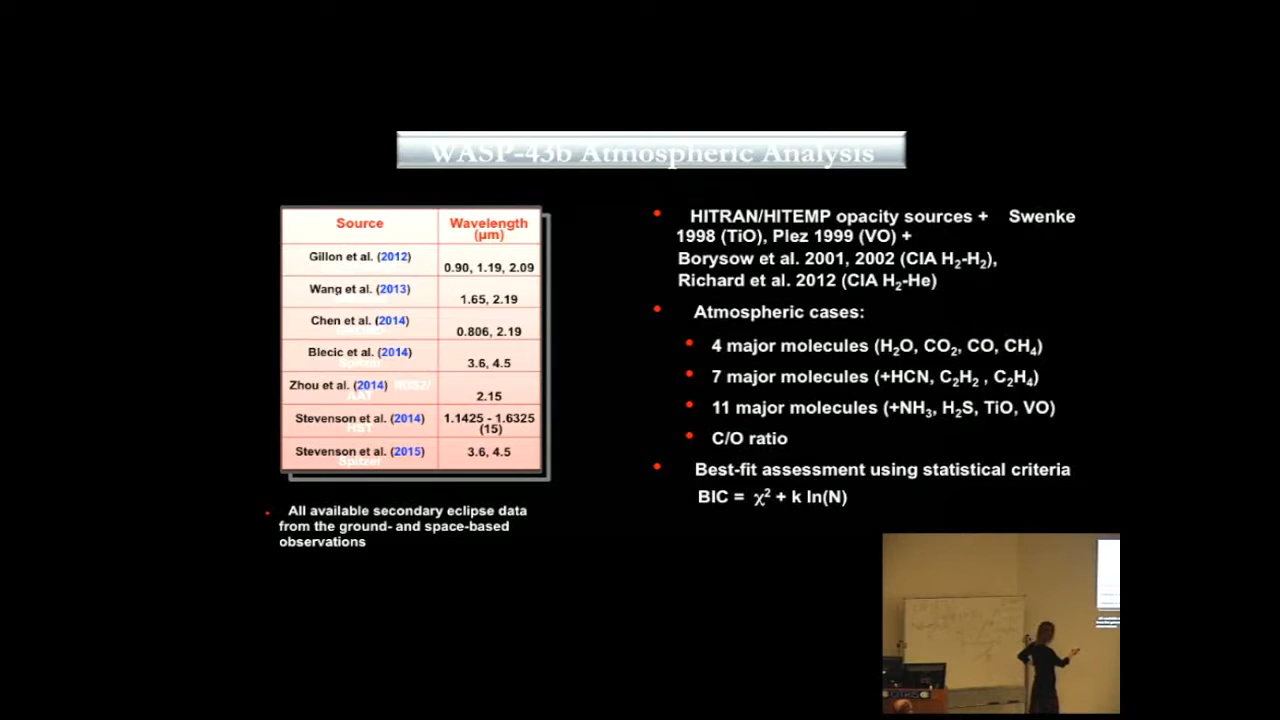 WASP-43b Atmospheric Analysis
Source
Wavelength
(μm)
Gillon et al. (2012)
0.90, 1.19, 2.09
Wang et al. (2013)
1.65, 2.19
Chen et al. (2014)
0.806, 2.19
Blecic et al. (2014)
Spitzer
3.6, 4.5
Zhou et al. (2014) IRIS2/
AAT
2.15
Stevenson et al. (2014)
HST
1.1425 - 1.6325
(15)
Stevenson et al. (2015)
Spitzer
3.6, 4.5
All available secondary eclipse data
from the ground- and space-based
observations
HITRAN/HITEMP opacity sources + Swenke
1998 (TiO), Plez 1999 (VO) +
Borysow et al. 2001, 2002 (CIA H₂-H₂),
Richard et al. 2012 (CIA H₂-He)
Atmospheric cases:
4 major molecules (H₂O, CO₂, CO, CH₄)
7 major molecules (+HCN, C₂H₂ , C₂H₄)
11 major molecules (+NH₃, H₂S, TiO, VO)
C/O ratio
Best-fit assessment using statistical criteria
BIC = χ² + k ln(N)